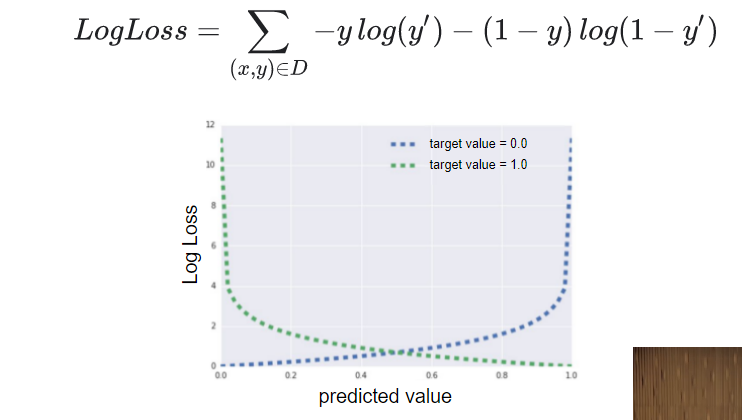 LogLoss = ∑ −y log(y′) − (1 − y) log(1 − y′)
(x,y)∈D
12
target value = 0.0
target value = 1.0
10
8
6
4
2
0
Log Loss
0.0 0.2 0.4 0.6 0.8 1.0
predicted value